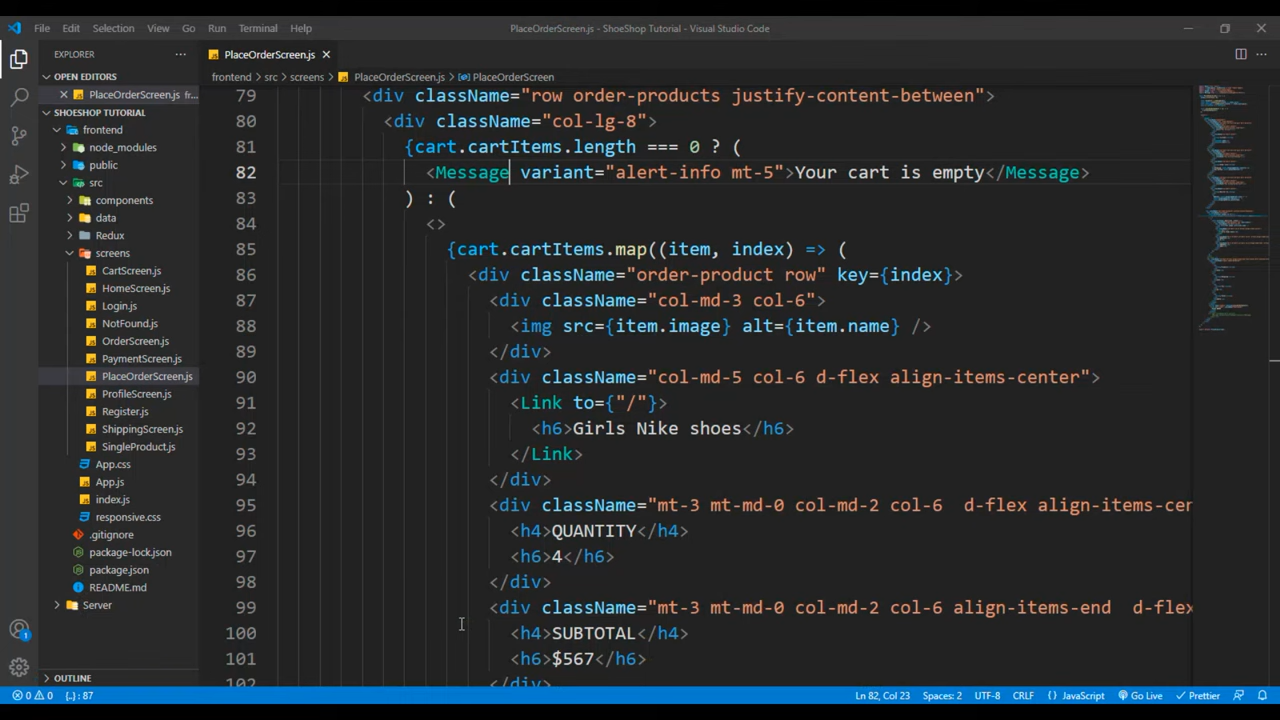 File Edit Selection View Go Run Terminal Help
PlaceOrderScreen.js - ShoeShop Tutorial - Visual Studio Code
EXPLORER
OPEN EDITORS
PlaceOrderScreen.js fr...
SHOESHOP TUTORIAL
frontend
node_modules
public
src
components
data
Redux
screens
CartScreen.js
HomeScreen.js
Login.js
NotFound.js
OrderScreen.js
PaymentScreen.js
PlaceOrderScreen.js
ProfileScreen.js
Register.js
ShippingScreen.js
SingleProduct.js
App.css
App.js
index.js
responsive.css
.gitignore
package-lock.json
package.json
README.md
Server
OUTLINE
PlaceOrderScreen.js
frontend > src > screens > PlaceOrderScreen.js > PlaceOrderScreen
79 <div className="row order-products justify-content-between">
80 <div className="col-lg-8">
81 {cart.cartItems.length === 0 ? (
82 <Message variant="alert-info mt-5">Your cart is empty</Message>
83 ) : (
84 <>
85 {cart.cartItems.map((item, index) => (
86 <div className="order-product row" key={index}>
87 <div className="col-md-3 col-6">
88 <img src={item.image} alt={item.name} />
89 </div>
90 <div className="col-md-5 col-6 d-flex align-items-center">
91 <Link to={"/"}>
92 <h6>Girls Nike shoes</h6>
93 </Link>
94 </div>
95 <div className="mt-3 mt-md-0 col-md-2 col-6  d-flex align-items-cen
96 <h4>QUANTITY</h4>
97 <h6>4</h6>
98 </div>
99 <div className="mt-3 mt-md-0 col-md-2 col-6 align-items-end  d-flex
100 <h4>SUBTOTAL</h4>
101 <h6>$567</h6>
102 </div>
1
0 0 {..} : 87
Ln 82, Col 23 Spaces: 2 UTF-8 CRLF {} JavaScript Go Live Prettier